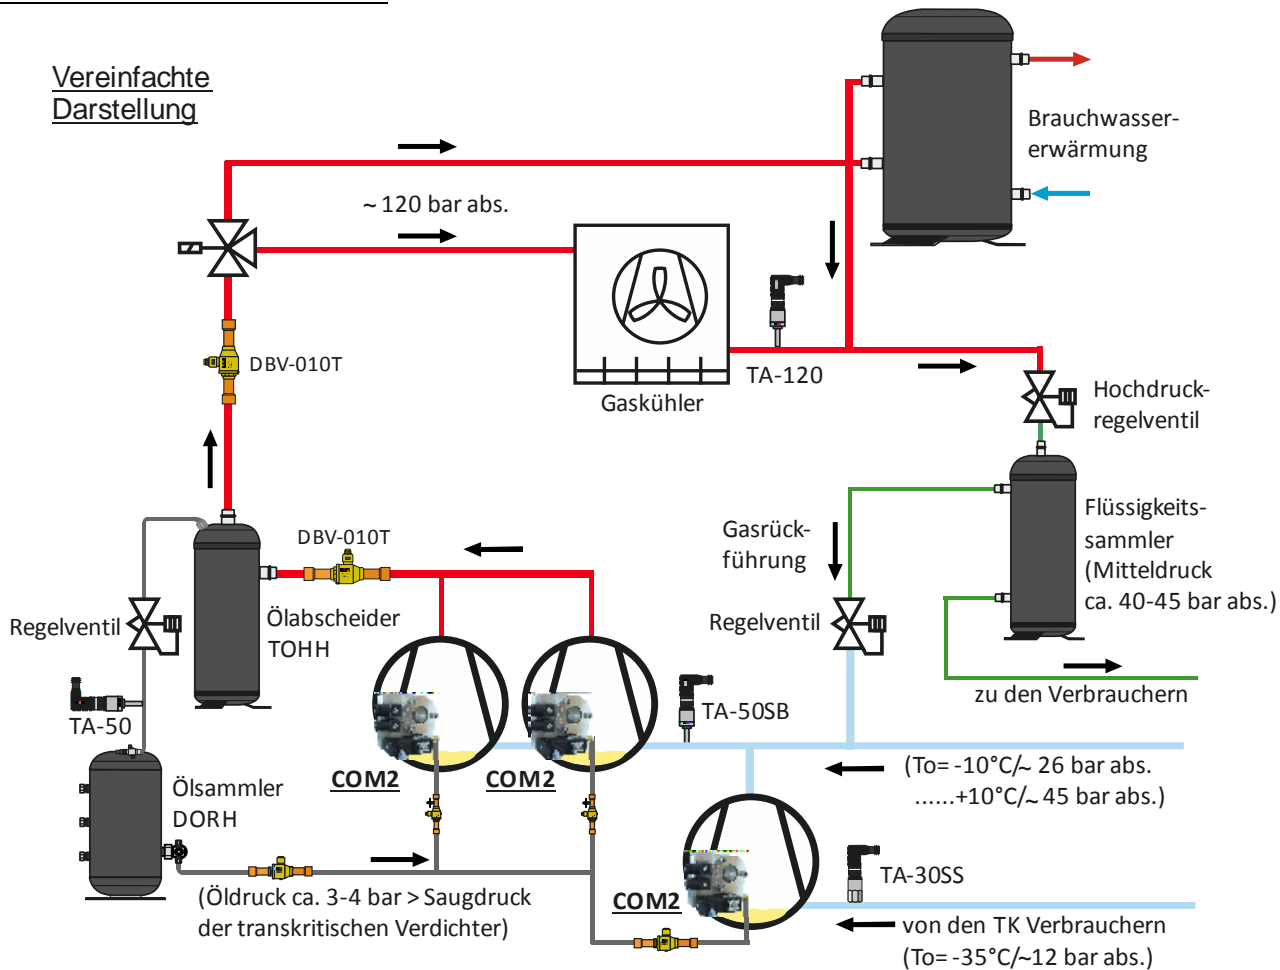 Vereinfachte
Darstellung
Brauchwasser-
erwärmung
~ 120 bar abs.
DBV-010T
TA-120
Gaskühler
Hochdruck-
regelventil
DBV-010T
Gasrück-
führung
Flüssigkeits-
sammler
(Mitteldruck
ca. 40-45 bar abs.)
Regelventil
Ölabscheider
TOHH
Regelventil
zu den Verbrauchern
TA-50
TA-50SB
COM2
COM2
(To= -10°C/~ 26 bar abs.
......+10°C/~ 45 bar abs.)
Ölsammler
DORH
TA-30SS
(Öldruck ca. 3-4 bar > Saugdruck
der transkritischen Verdichter)
COM2
von den TK Verbrauchern
(To= -35°C/~12 bar abs.)